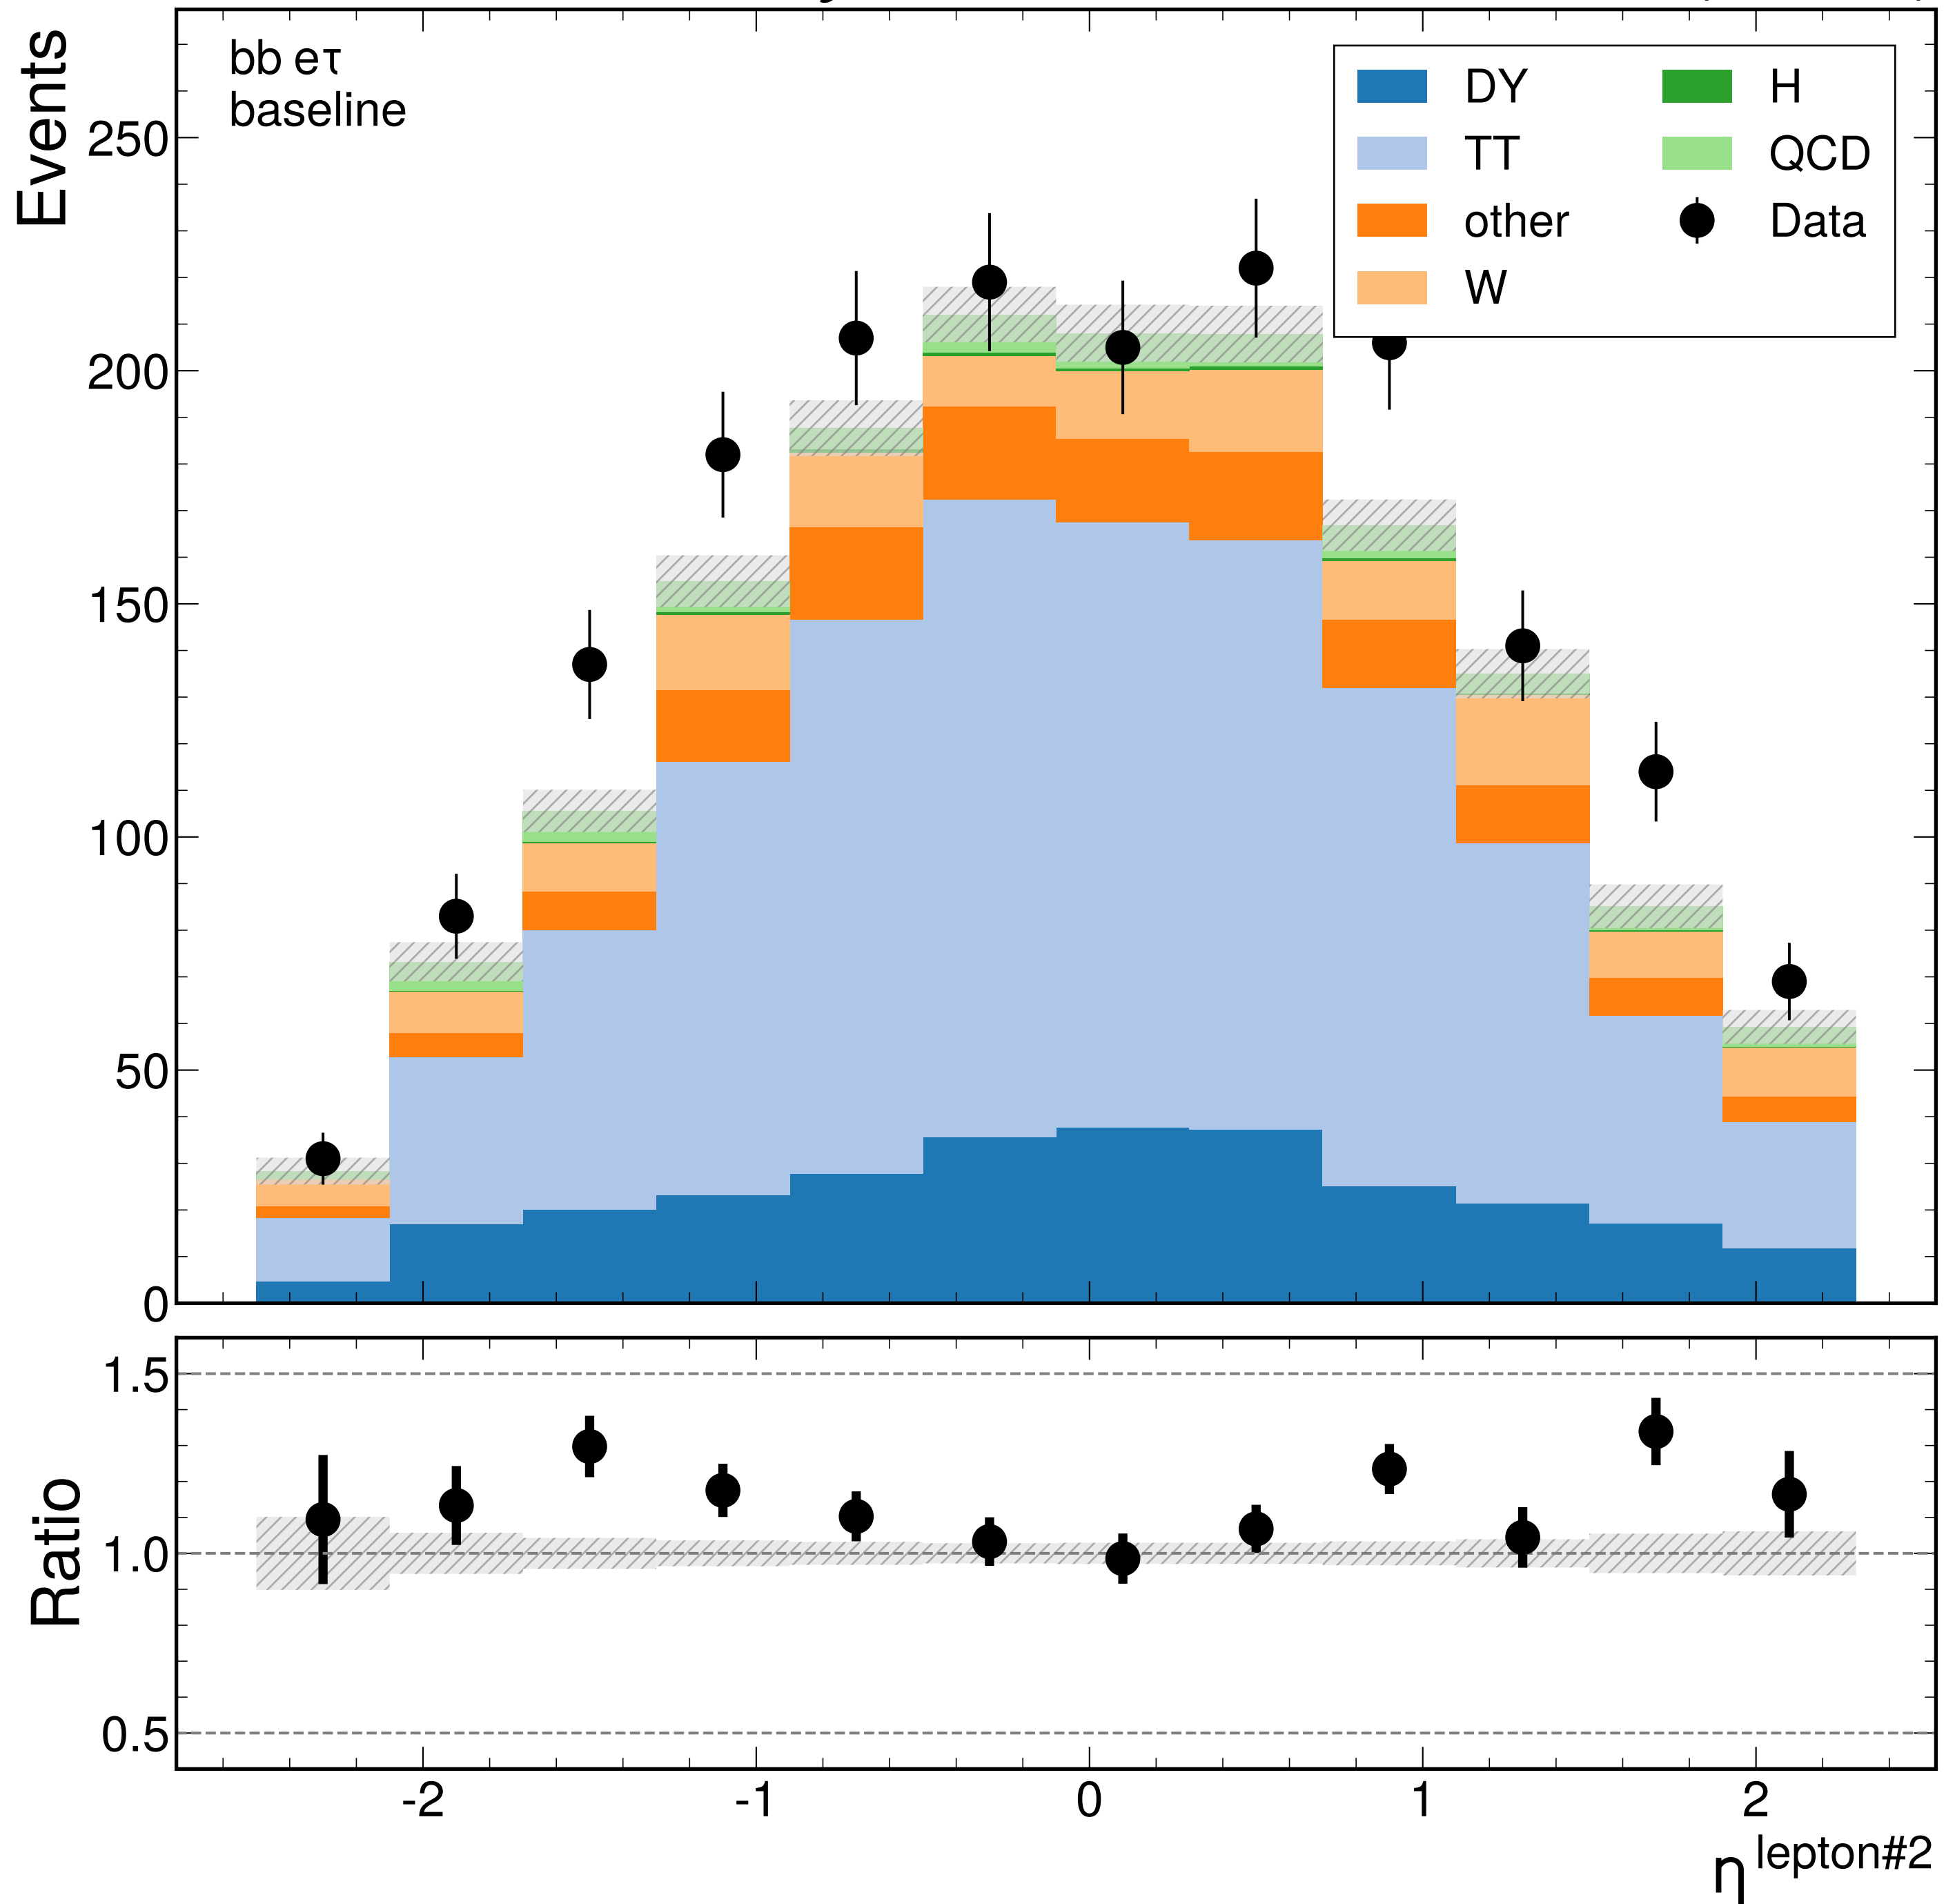 Events
250
200
150
100
50
0
bb eτ
baseline
DY
TT
other
W
H
QCD
Data
Ratio
1.5
1.0
0.5
-2
-1
0
1
2
η lepton#2